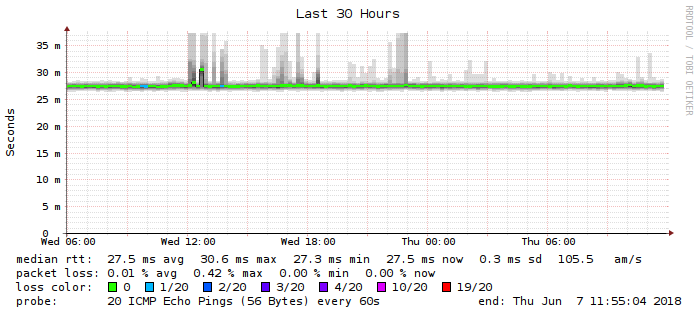 Last 30 Hours
RRDTOOL / TOBI OETIKER
Seconds
35 m
30 m
25 m
20 m
15 m
10 m
5 m
0
Wed 06:00 Wed 12:00 Wed 18:00 Thu 00:00 Thu 06:00
median rtt: 27.5 ms avg 30.6 ms max 27.3 ms min 27.5 ms now 0.3 ms sd 105.5 am/s
packet loss: 0.01 % avg 0.42 % max 0.00 % min 0.00 % now
loss color: 0 1/20 2/20 3/20 4/20 10/20 19/20
probe: 20 ICMP Echo Pings (56 Bytes) every 60s end: Thu Jun 7 11:55:04 2018